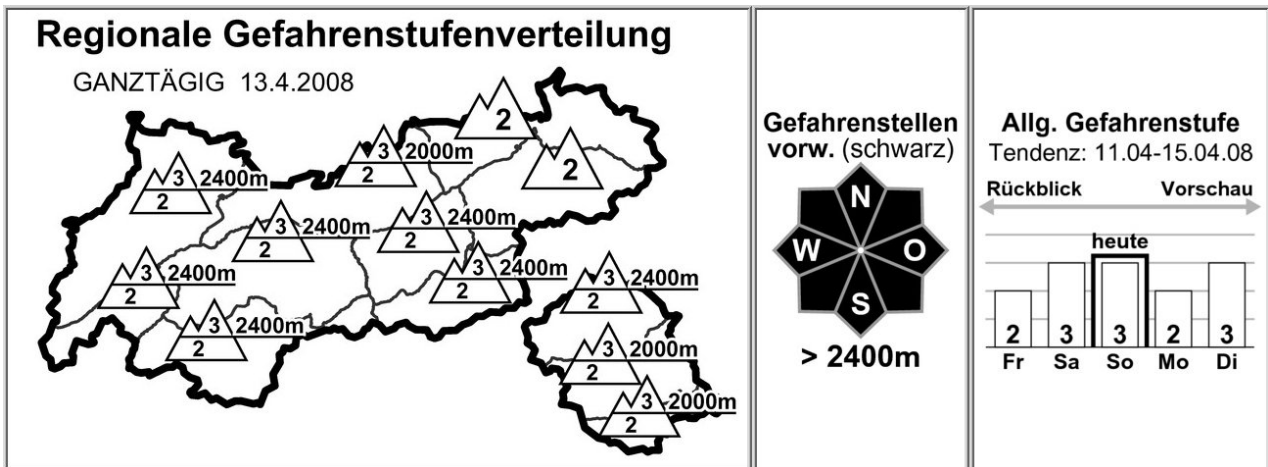 Regionale Gefahrenstufenverteilung
GANZTÄGIG 13.4.2008
2
3 2000m
2
2
3 2400m
2
3 2400m
2
3 2400m
2
3 2400m
2
3 2400m
2
3 2400m
2
3 2400m
2
3 2000m
2
3 2000m
2
Gefahrenstellen
vorw. (schwarz)
N
W O
S
> 2400m
Allg. Gefahrenstufe
Tendenz: 11.04-15.04.08
Rückblick Vorschau
heute
2 3 3 2 3
Fr Sa So Mo Di
3 2400m
2